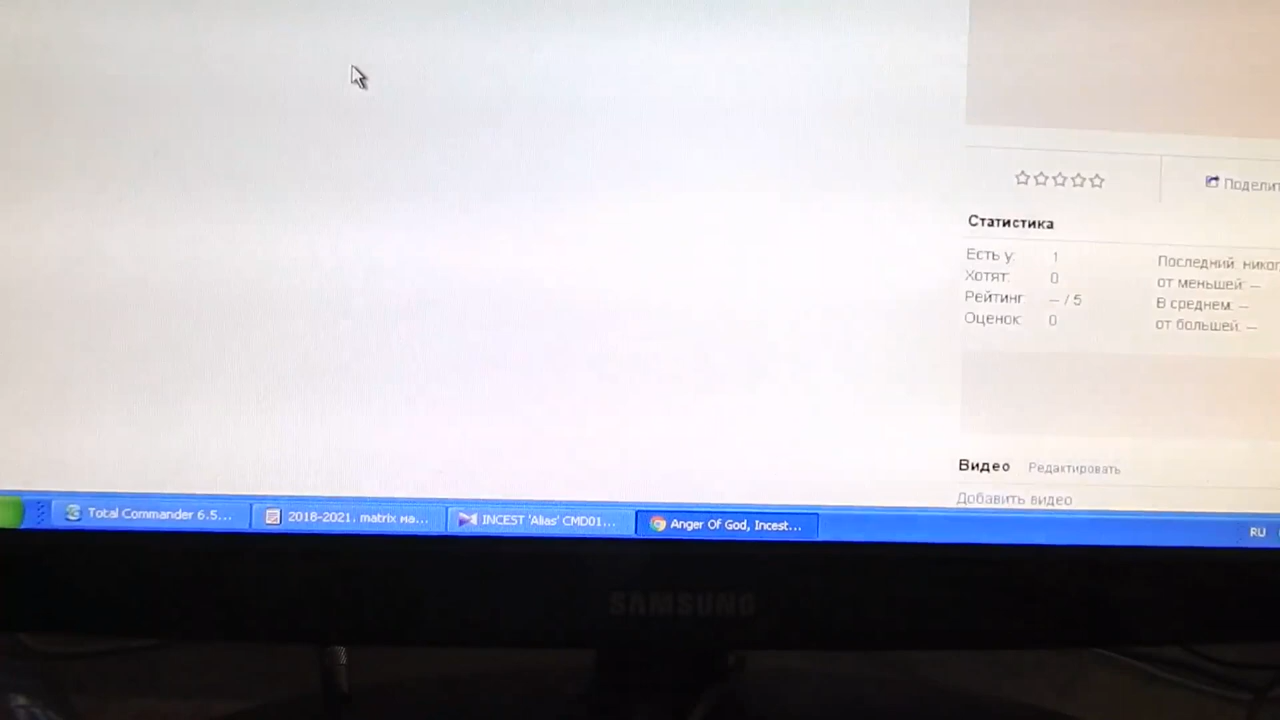 Поделит
Статистика
Есть у: 1
Хотят: 0
Рейтинг: -- / 5
Оценок: 0
Последний: никог
от меньшей: --
В среднем: --
от большей: --
Видео Редактировать
Добавить видео
Total Commander 6.5...
2018-2021. matrix ма...
INCEST 'Alias' CMD01...
Anger Of God, Incest...
RU
SAMSUNG